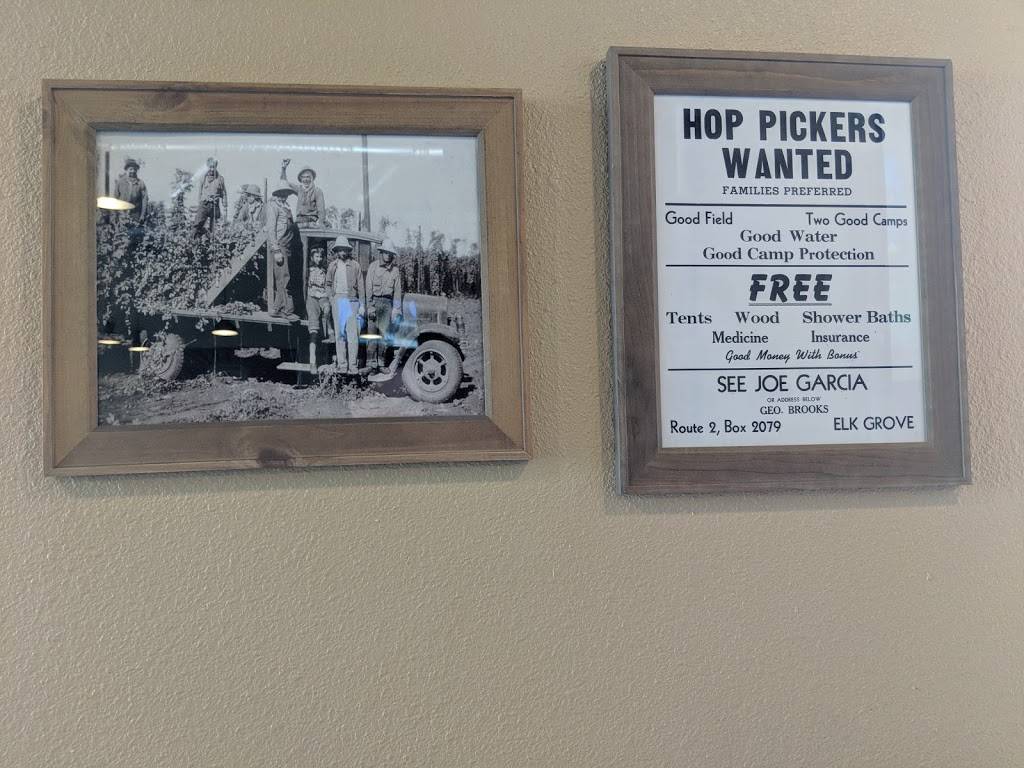 HOP PICKERS
WANTED
FAMILIES PREFERRED
Good Field Two Good Camps
Good Water
Good Camp Protection
FREE
Tents Wood Shower Baths
Medicine Insurance
Good Money With Bonus
SEE JOE GARCIA
OR ADDRESS BELOW
GEO. BROOKS
Route 2, Box 2079 ELK GROVE